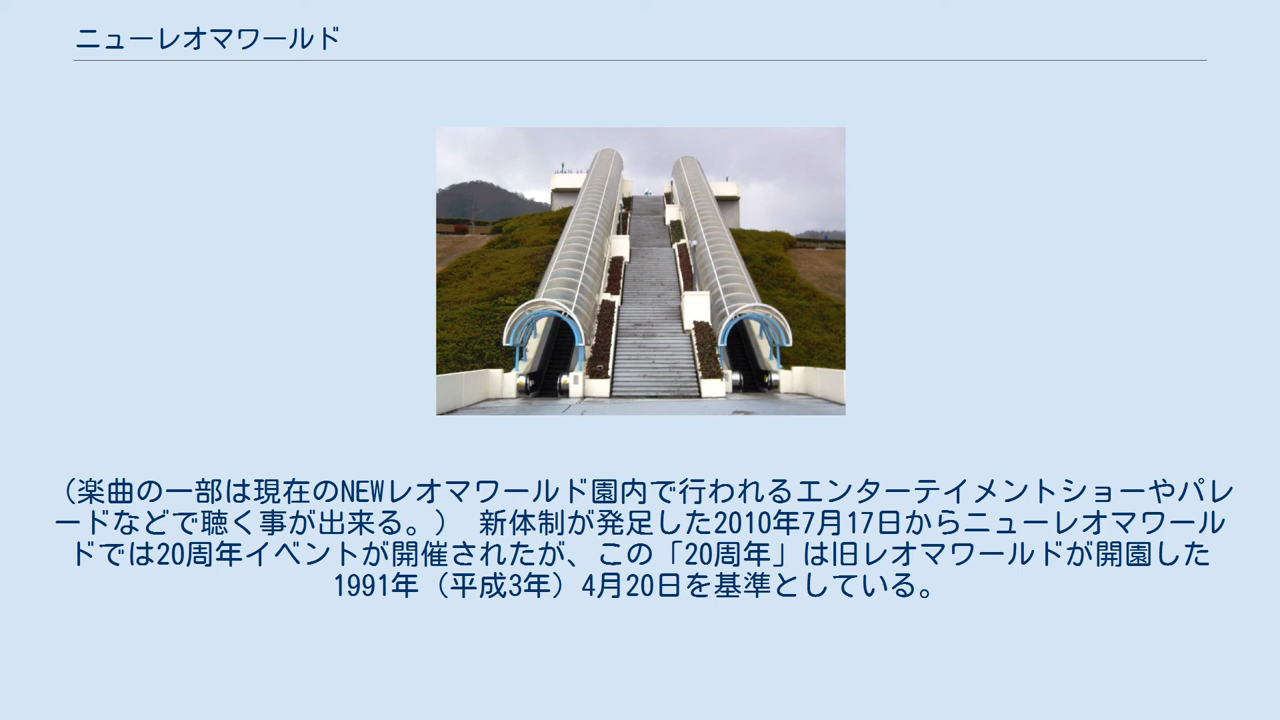 ニューレオマワールド
（楽曲の一部は現在のNEWレオマワールド園内で行われるエンターテイメントショーやパレ
ードなどで聴く事が出来る。） 新体制が発足した2010年7月17日からニューレオマワール
ドでは20周年イベントが開催されたが、この「20周年」は旧レオマワールドが開園した
1991年（平成3年）4月20日を基準としている。